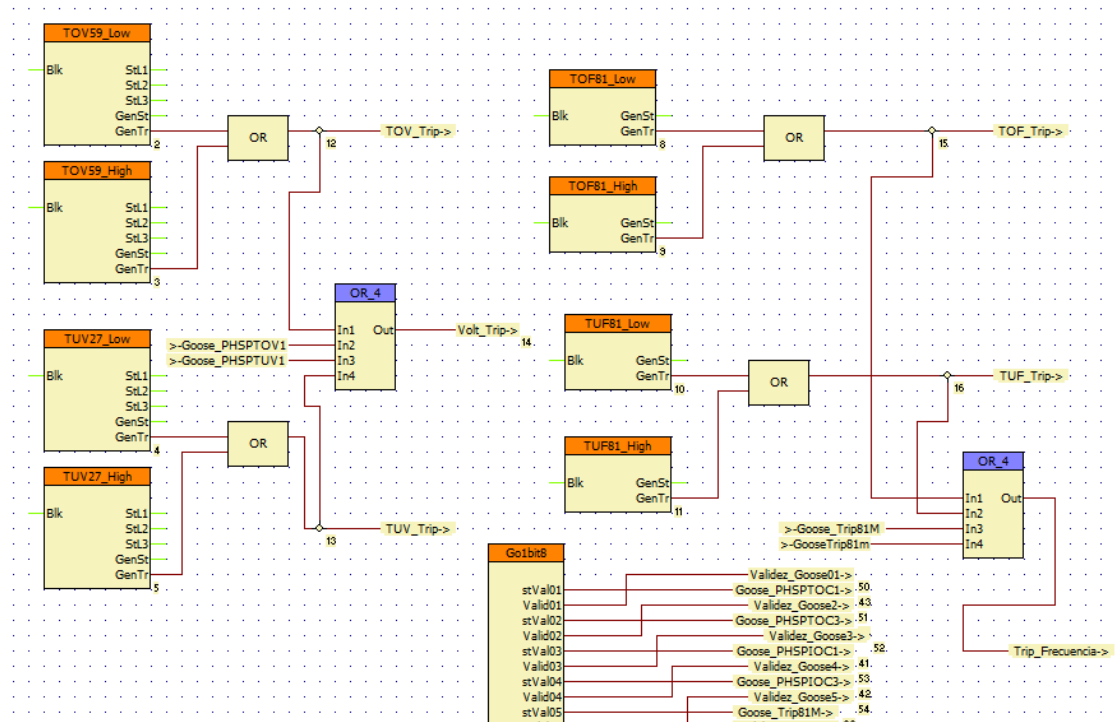 TOV59_Low
Blk
StL1
StL2
StL3
GenSt
GenTr
2
OR
12
TOV_Trip->
TOV59_High
Blk
StL1
StL2
StL3
GenSt
GenTr
3
OR_4
In1 Out
In2
In3
In4
>-Goose_PHSPTOV1
>-Goose_PHSPTUV1
Volt_Trip->
14
TUV27_Low
Blk
StL1
StL2
StL3
GenSt
GenTr
4
OR
13
TUV_Trip->
TUV27_High
Blk
StL1
StL2
StL3
GenSt
GenTr
5
TOF81_Low
Blk
GenSt
GenTr
8
OR
15
TOF_Trip->
TOF81_High
Blk
GenSt
GenTr
9
TUF81_Low
Blk
GenSt
GenTr
10
OR
16
TUF_Trip->
TUF81_High
Blk
GenSt
GenTr
11
OR_4
In1 Out
In2
In3
In4
>-Goose_Trip81M
>-GooseTrip81m
Trip_Frecuencia->
Go1bit8
stVal01
Valid01
stVal02
Valid02
stVal03
Valid03
stVal04
Valid04
stVal05
Validez_Goose01->
Goose_PHSPTOC1-> 50
Validez_Goose2-> 43
Goose_PHSPTOC3-> 51
Validez_Goose3->
Goose_PHSPIOC1-> 52
Validez_Goose4-> 41
Goose_PHSPIOC3-> 53
Validez_Goose5-> 42
Goose_Trip81M-> 54